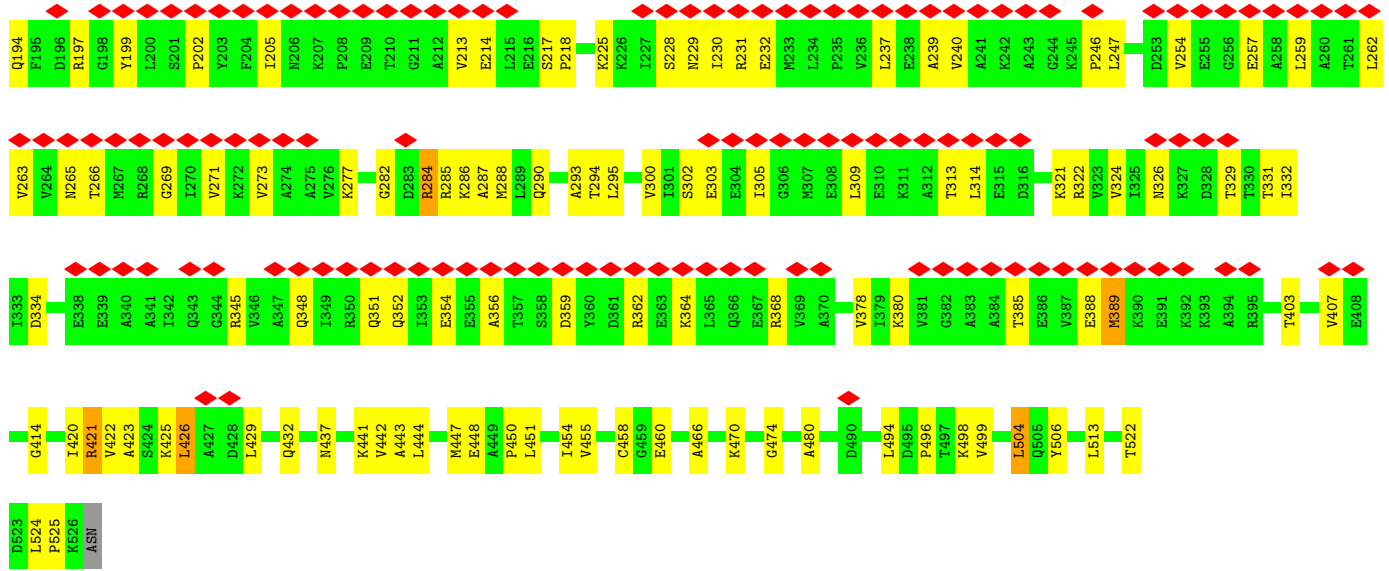 Q194 F195 D196 R197 G198 Y199 L200 S201 P202 Y203 F204 I205 N206 K207 P208 E209 T210 G211 A212 V213 E214 L215 E216 S217 P218 K225 K226 I227 S228 N229 I230 R231 E232 M233 L234 P235 V236 L237 E238 A239 V240 A241 K242 A243 G244 K245 P246 L247 D253 V254 E255 G256 E257 A258 L259 A260 T261 L262
V263 V264 N265 T266 M267 R268 G269 I270 V271 K272 V273 A274 A275 V276 K277 G282 D283 R284 R285 K286 A287 M288 L289 Q290 A293 T294 L295 V300 I301 S302 E303 E304 I305 G306 M307 E308 L309 E310 K311 A312 T313 L314 E315 D316 K321 R322 V323 V324 I325 N326 K327 D328 T329 T330 T331 I332
I333 D334 E338 E339 A340 A341 I342 Q343 G344 R345 V346 A347 Q348 I349 R350 Q351 Q352 I353 E354 E355 A356 T357 S358 D359 Y360 D361 R362 E363 K364 L365 Q366 E367 R368 V369 A370 V378 I379 K380 V381 G382 A383 A384 T385 E386 V387 E388 M389 K390 E391 K392 K393 A394 R395 T403 V407 E408
G414 I420 R421 V422 A423 S424 K425 L426 A427 D428 L429 Q432 N437 K441 V442 A443 L444 M447 E448 A449 P450 L451 I454 V455 C458 G459 E460 A466 K470 G474 A480 D490 L494 D495 P496 T497 K498 V499 L504 Q505 Y506 L513 T522
D523 L524 P525 K526 ASN